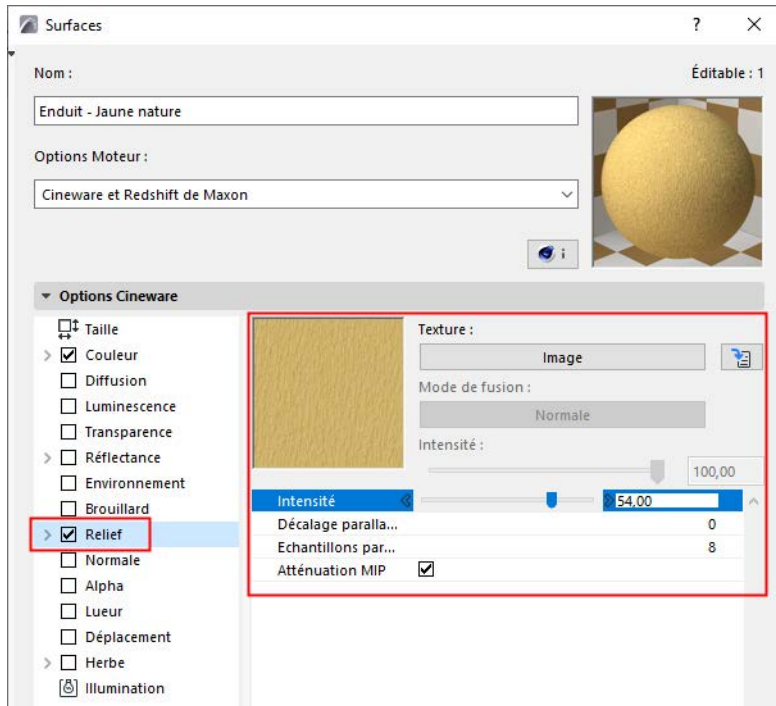 Surfaces
?
Nom :
Éditable : 1
Enduit - Jaune nature
Options Moteur :
Cineware et Redshift de Maxon
i
Options Cineware
Taille
Couleur
Diffusion
Luminescence
Transparence
Réflectance
Environnement
Brouillard
Relief
Normale
Alpha
Lueur
Déplacement
Herbe
Illumination
Texture :
Image
Mode de fusion :
Normale
Intensité :
100,00
Intensité 54,00
Décalage paralla... 0
Echantillons par... 8
Atténuation MIP